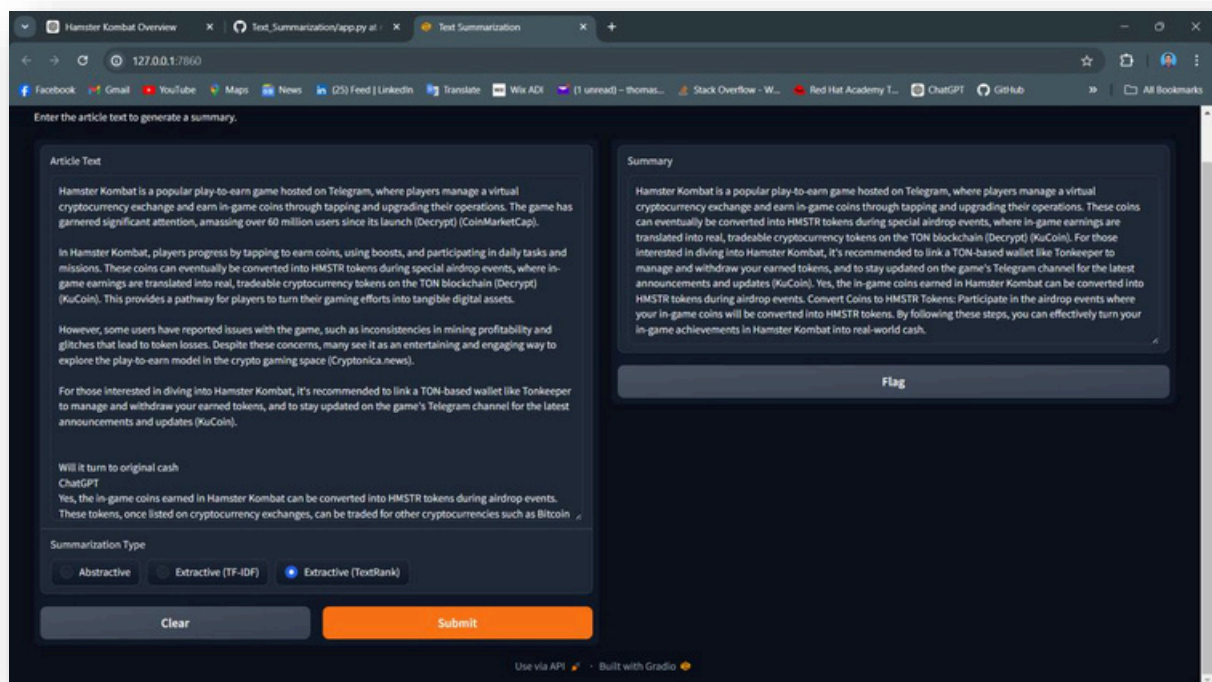 Hamster Kombat Overview
Text_Summarization/app.py at
Text Summarization
127.0.0.1:7860
Facebook
Gmail
YouTube
Maps
News
(25) Feed | LinkedIn
Translate
Wix ADI
(1 unread) – thomas...
Stack Overflow - W...
Red Hat Academy T...
ChatGPT
GitHub
All Bookmarks
Enter the article text to generate a summary.
Article Text
Hamster Kombat is a popular play-to-earn game hosted on Telegram, where players manage a virtual
cryptocurrency exchange and earn in-game coins through tapping and upgrading their operations. The game has
garnered significant attention, amassing over 60 million users since its launch (Decrypt) (CoinMarketCap).
In Hamster Kombat, players progress by tapping to earn coins, using boosts, and participating in daily tasks and
missions. These coins can eventually be converted into HMSTR tokens during special airdrop events, where in-
game earnings are translated into real, tradeable cryptocurrency tokens on the TON blockchain (Decrypt)
(KuCoin). This provides a pathway for players to turn their gaming efforts into tangible digital assets.
However, some users have reported issues with the game, such as inconsistencies in mining profitability and
glitches that lead to token losses. Despite these concerns, many see it as an entertaining and engaging way to
explore the play-to-earn model in the crypto gaming space (Cryptonica.news).
For those interested in diving into Hamster Kombat, it's recommended to link a TON-based wallet like Tonkeeper
to manage and withdraw your earned tokens, and to stay updated on the game's Telegram channel for the latest
announcements and updates (KuCoin).
Will it turn to original cash
ChatGPT
Yes, the in-game coins earned in Hamster Kombat can be converted into HMSTR tokens during airdrop events.
These tokens, once listed on cryptocurrency exchanges, can be traded for other cryptocurrencies such as Bitcoin
Summarization Type
Abstractive
Extractive (TF-IDF)
Extractive (TextRank)
Clear
Submit
Summary
Hamster Kombat is a popular play-to-earn game hosted on Telegram, where players manage a virtual
cryptocurrency exchange and earn in-game coins through tapping and upgrading their operations. These coins
can eventually be converted into HMSTR tokens during special airdrop events, where in-game earnings are
translated into real, tradeable cryptocurrency tokens on the TON blockchain (Decrypt) (KuCoin). For those
interested in diving into Hamster Kombat, it's recommended to link a TON-based wallet like Tonkeeper to
manage and withdraw your earned tokens, and to stay updated on the game's Telegram channel for the latest
announcements and updates (KuCoin). Yes, the in-game coins earned in Hamster Kombat can be converted into
HMSTR tokens during airdrop events. Convert Coins to HMSTR Tokens: Participate in the airdrop events where
your in-game coins will be converted into HMSTR tokens. By following these steps, you can effectively turn your
in-game achievements in Hamster Kombat into real-world cash.
Flag
Use via API · Built with Gradio